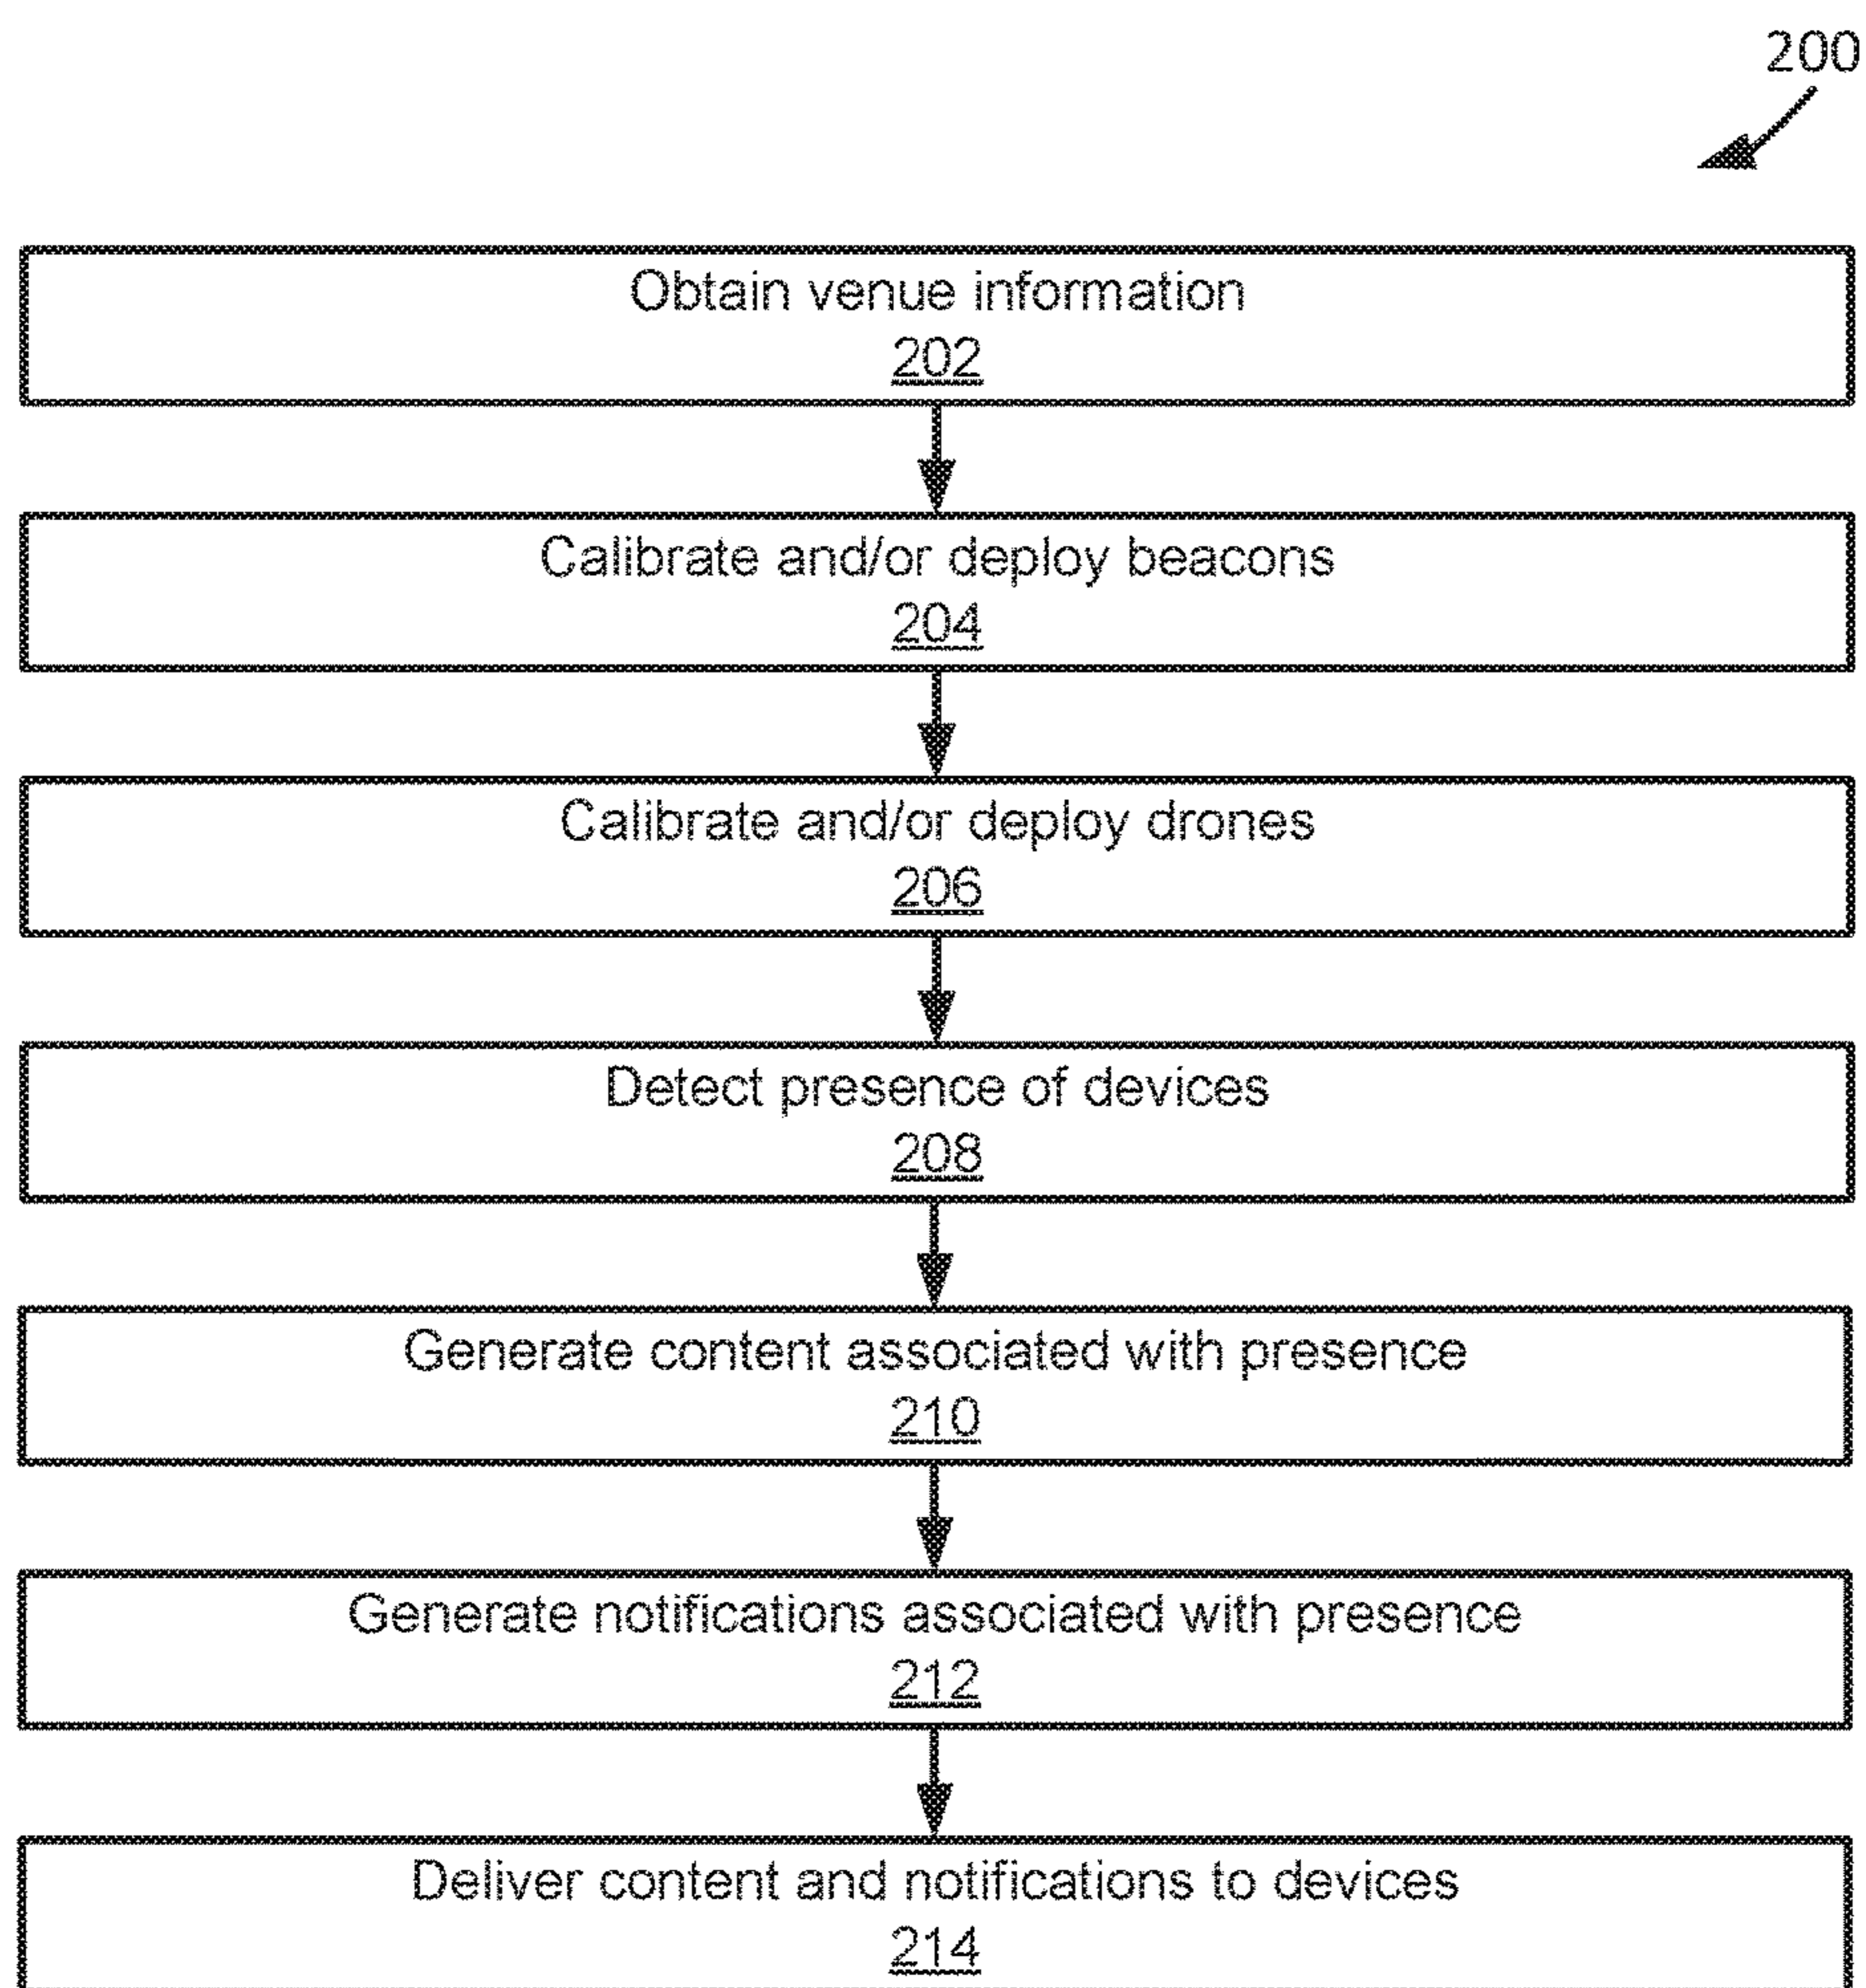 200
Obtain venue information
202
Calibrate and/or deploy beacons
204
Calibrate and/or deploy drones
206
Detect presence of devices
208
Generate content associated with presence
210
Generate notifications associated with presence
212
Deliver content and notifications to devices
214